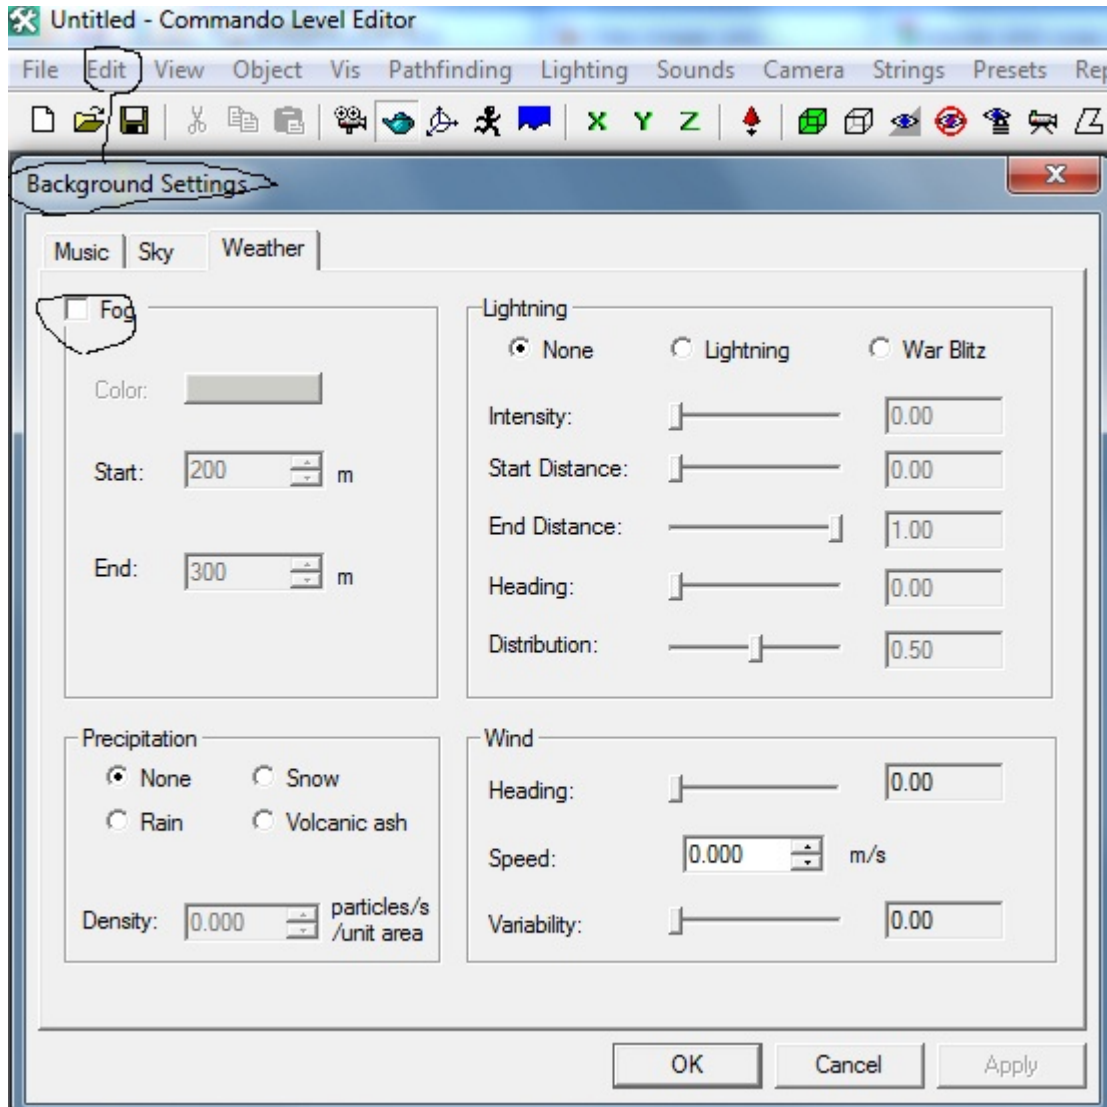 Untitled - Commando Level Editor
File Edit View Object Vis Pathfinding Lighting Sounds Camera Strings Presets Rep
X Y Z
Background Settings
Music Sky Weather
Fog
Color:
Start: 200 m
End: 300 m
Lightning
None Lightning War Blitz
Intensity: 0.00
Start Distance: 0.00
End Distance: 1.00
Heading: 0.00
Distribution: 0.50
Precipitation
None Snow
Rain Volcanic ash
Density: 0.000 particles/s
/unit area
Wind
Heading: 0.00
Speed: 0.000 m/s
Variability: 0.00
OK Cancel Apply